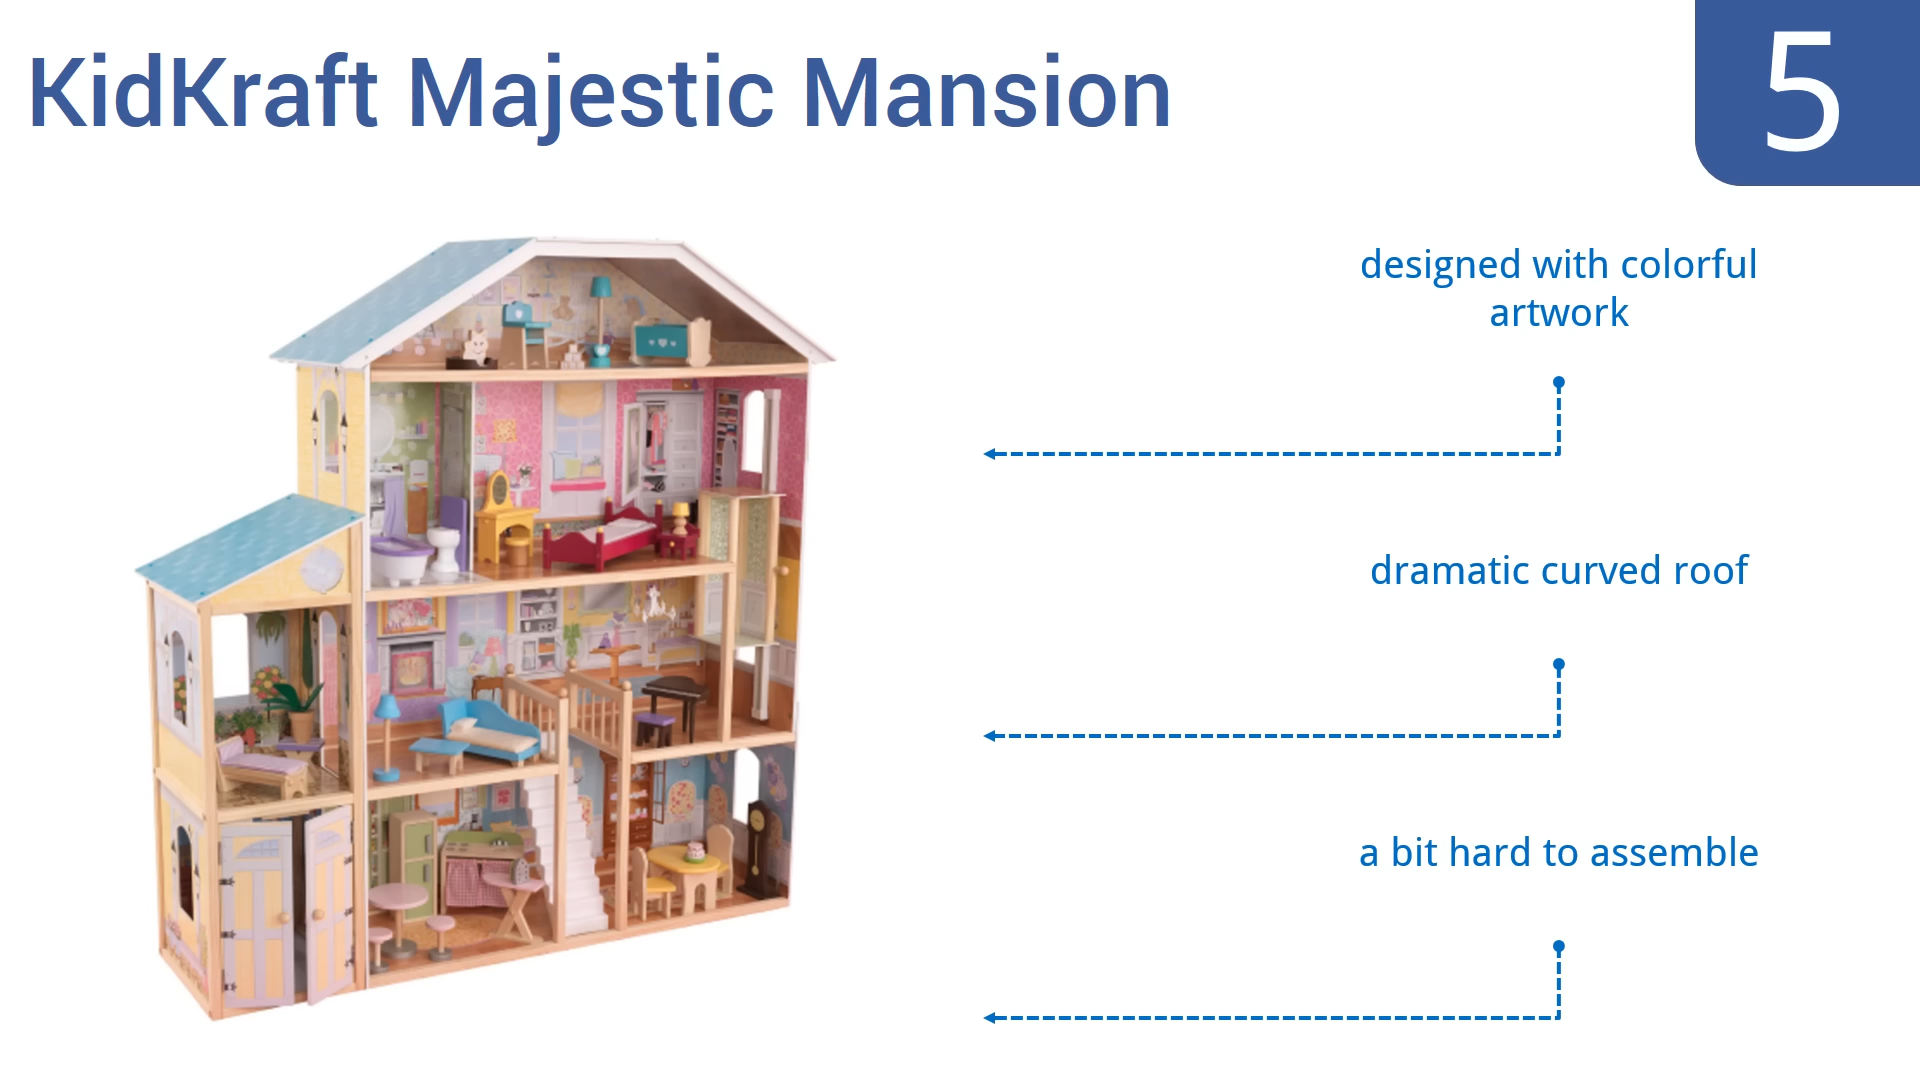 KidKraft Majestic Mansion
5
designed with colorful
artwork
dramatic curved roof
a bit hard to assemble